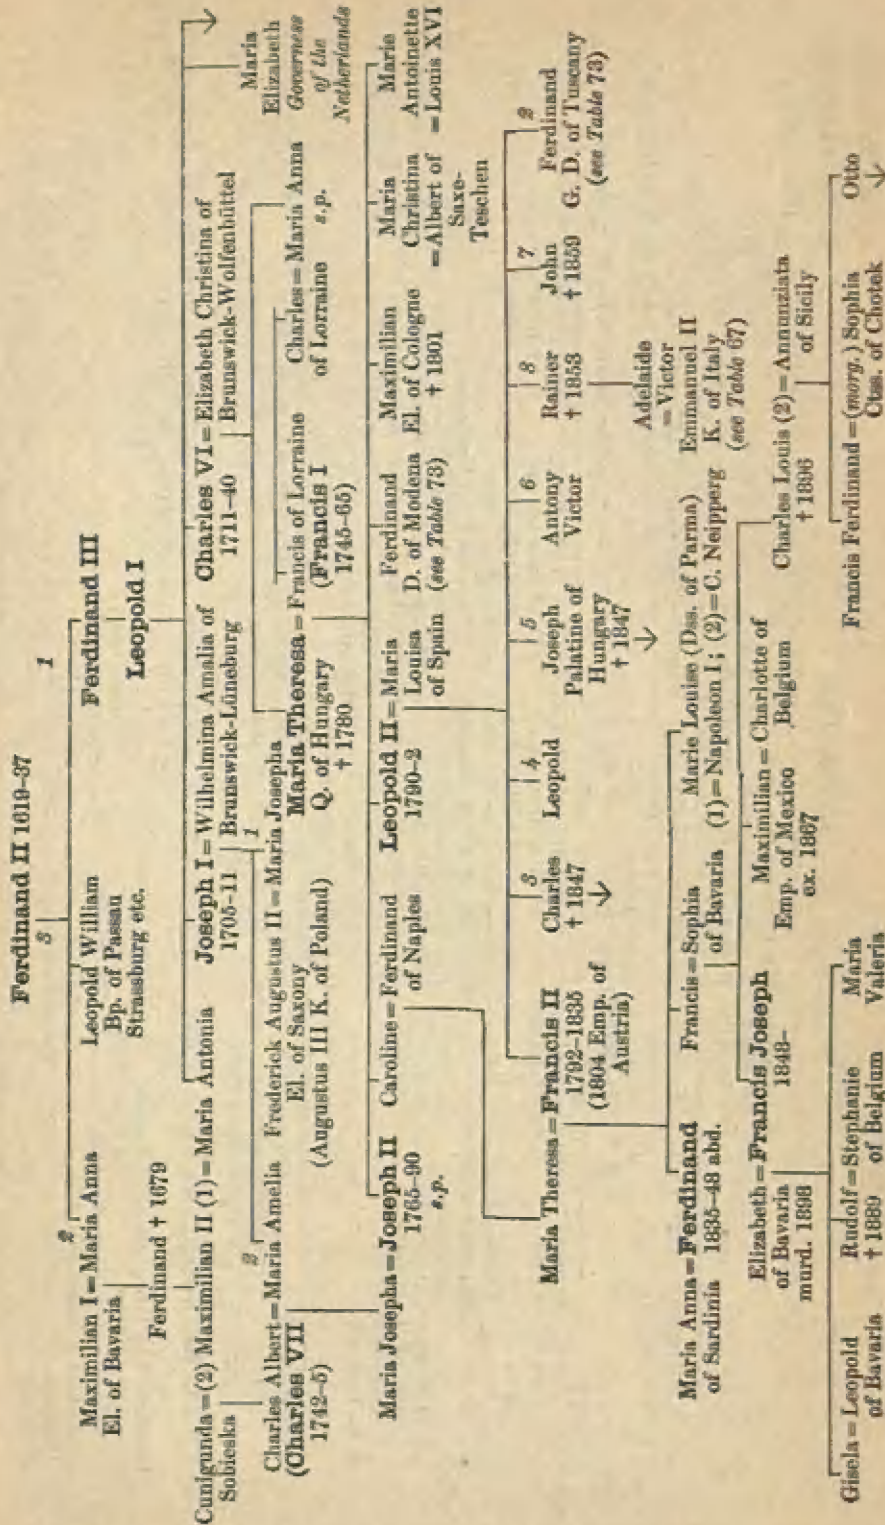 Ferdinand II 1619-37
3
2
1
Maximilian I = Maria Anna
El. of Bavaria
Leopold William
Bp. of Passau
Strassburg etc.
Ferdinand III
Ferdinand † 1679
Leopold I
Cunigunda = (2) Maximilian II (1) = Maria Antonia
Sobieska
Joseph I = Wilhelmina Amalia of
1705-11
Brunswick-Lüneburg
Charles VI = Elizabeth Christina of
1711-40
Brunswick-Wolfenbüttel
Maria
Elizabeth
Governess
of the
Netherlands
2
1
Charles Albert = Maria Amelia
(Charles VII
1742-5)
Frederick Augustus II = Maria Josepha
El. of Saxony
(Augustus III K. of Poland)
Maria Theresa = Francis of Lorraine
Q. of Hungary
† 1780
(Francis I
1745-65)
Charles = Maria Anna
of Lorraine
s.p.
Maria Josepha = Joseph II
1765-90
s.p.
Caroline = Ferdinand
of Naples
Leopold II = Maria
1790-2
Louisa
of Spain
Ferdinand
D. of Modena
(see Table 73)
Maximilian
El. of Cologne
† 1801
Maria
Christina
= Albert of
Saxe-
Teschen
Marie
Antoinette
= Louis XVI
Maria Theresa = Francis II
1792-1835
(1804 Emp. of
Austria)
3
Charles
† 1847
4
Leopold
5
Joseph
Palatine of
Hungary
† 1847
6
Antony
Victor
8
Rainer
† 1853
7
John
† 1859
2
Ferdinand
G. D. of Tuscany
(see Table 73)
Adelaide
= Victor
Emmanuel II
K. of Italy
(see Table 67)
Maria Anna = Ferdinand
of Sardinia
1835-48 abd.
Francis = Sophia
of Bavaria
Marie Louise (Dss. of Parma)
(1) = Napoleon I; (2) = C. Neipperg
Elizabeth = Francis Joseph
of Bavaria
murd. 1898
1848-
Maximilian = Charlotte of
Emp. of Mexico
Belgium
ex. 1867
Charles Louis (2) = Annunziata
† 1896
of Sicily
Gisela = Leopold
of Bavaria
Rudolf = Stephanie
† 1889
of Belgium
Maria
Valeria
Francis Ferdinand = (morg.) Sophia
Ctss. of Chotek
Otto